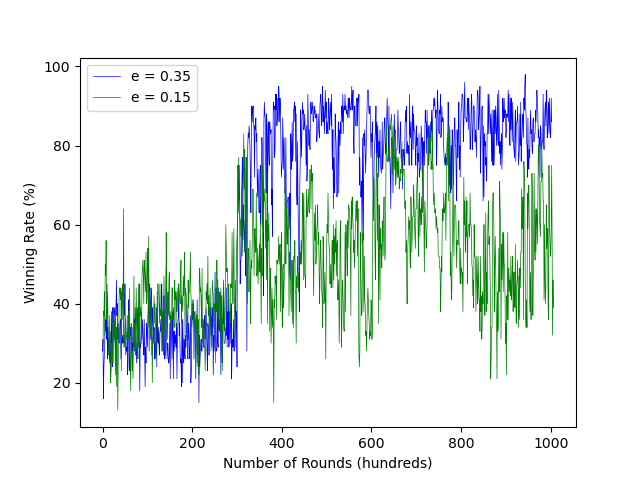 e = 0.35
e = 0.15
100
80
60
40
20
Winning Rate (%)
0 200 400 600 800 1000
Number of Rounds (hundreds)